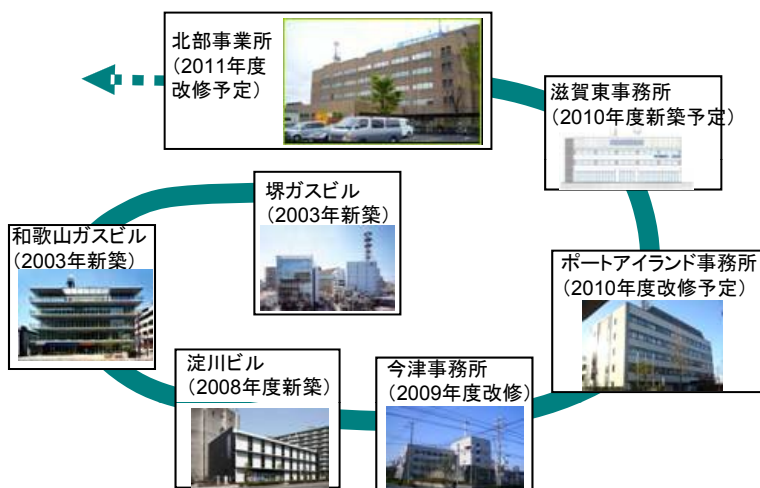 北部事業所
(2011年度
改修予定)
滋賀東事務所
(2010年度新築予定)
堺ガスビル
(2003年新築)
和歌山ガスビル
(2003年新築)
ポートアイランド事務所
(2010年度改修予定)
淀川ビル
(2008年度新築)
今津事務所
(2009年度改修)